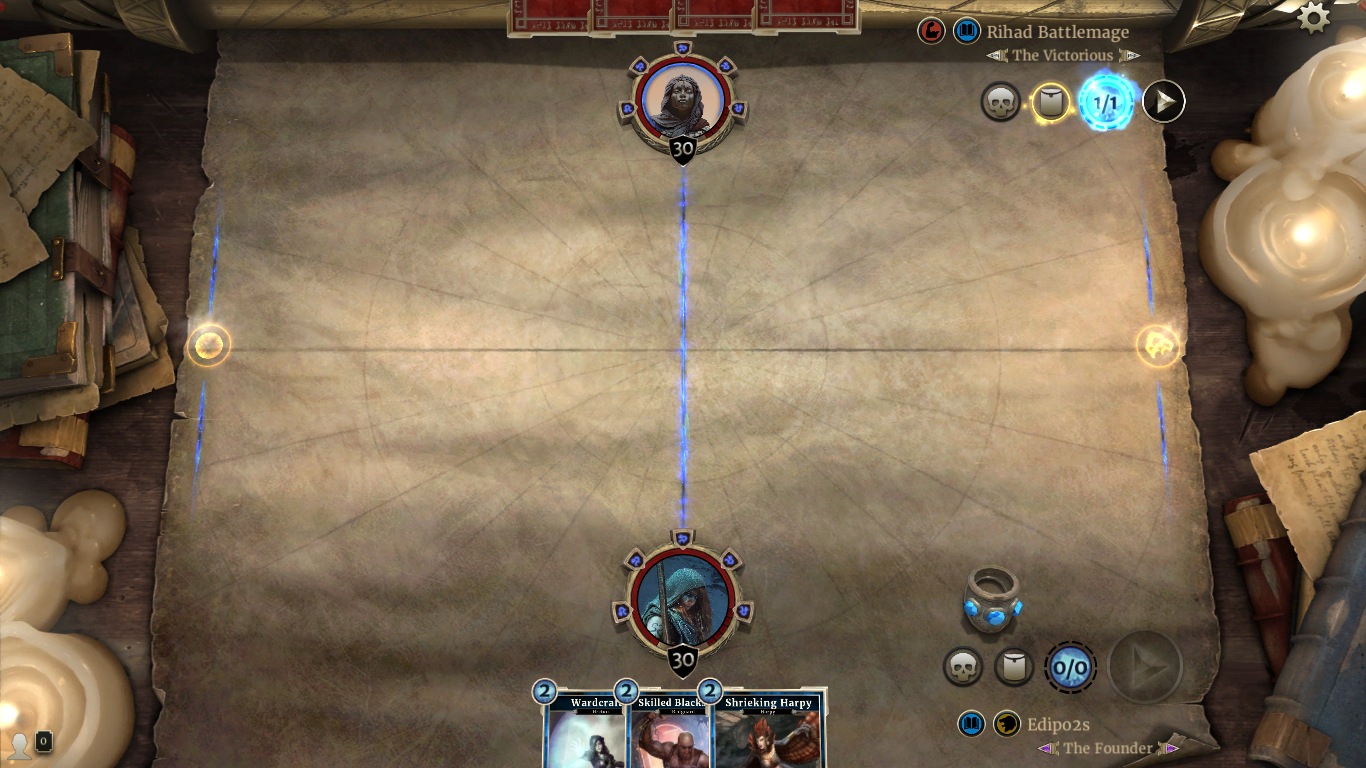 Rihad Battlemage
The Victorious
30
1/1
30
0/0
2
2
2
Wardcraft
Skilled Black
Shrieking Harpy
Harpy
Edipo2s
The Founder
0